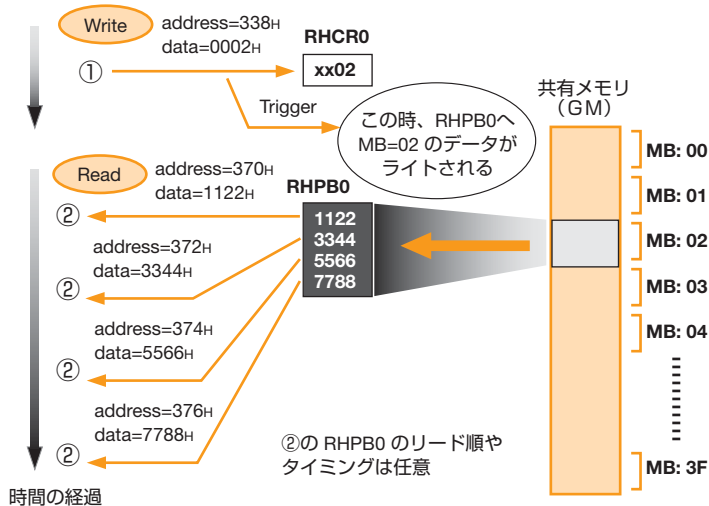 Write
address=338H
data=0002H
①
RHCR0
xx02
Trigger
この時、RHPB0へ
MB=02 のデータが
ライトされる
共有メモリ
（GM）
MB: 00
MB: 01
MB: 02
MB: 03
MB: 04
MB: 3F
Read
address=370H
data=1122H
②
RHPB0
1122
3344
5566
7788
address=372H
data=3344H
②
address=374H
data=5566H
②
address=376H
data=7788H
②
②の RHPB0 のリード順や
タイミングは任意
時間の経過